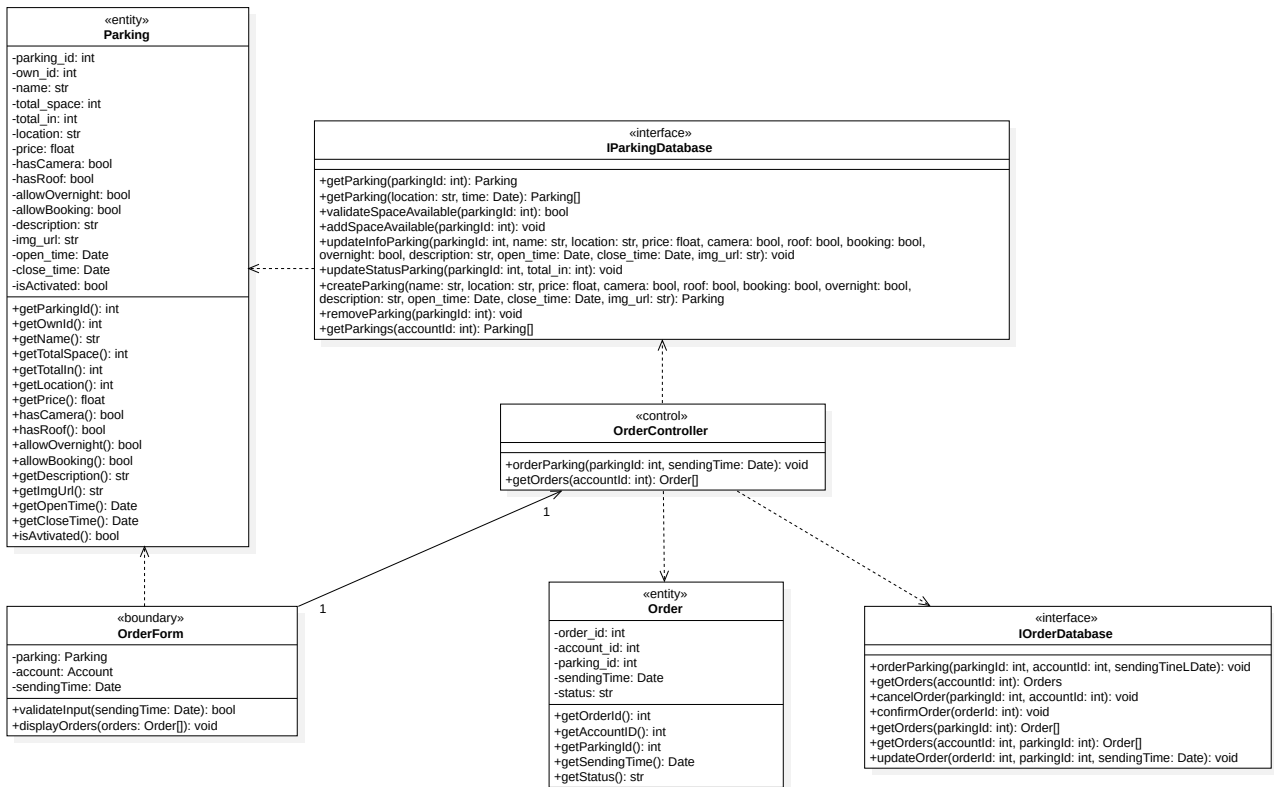 «entity»
Parking
-parking_id: int
-own_id: int
-name: str
-total_space: int
-total_in: int
-location: str
-price: float
-hasCamera: bool
-hasRoof: bool
-allowOvernight: bool
-allowBooking: bool
-description: str
-img_url: str
-open_time: Date
-close_time: Date
-isActivated: bool
+getParkingId(): int
+getOwnId(): int
+getName(): str
+getTotalSpace(): int
+getTotalIn(): int
+getLocation(): int
+getPrice(): float
+hasCamera(): bool
+hasRoof(): bool
+allowOvernight(): bool
+allowBooking(): bool
+getDescription(): str
+getImgUrl(): str
+getOpenTime(): Date
+getCloseTime(): Date
+isAvtivated(): bool
«interface»
IParkingDatabase
+getParking(parkingId: int): Parking
+getParking(location: str, time: Date): Parking[]
+validateSpaceAvailable(parkingId: int): bool
+addSpaceAvailable(parkingId: int): void
+updateInfoParking(parkingId: int, name: str, location: str, price: float, camera: bool, roof: bool, booking: bool,
overnight: bool, description: str, open_time: Date, close_time: Date, img_url: str): void
+updateStatusParking(parkingId: int, total_in: int): void
+createParking(name: str, location: str, price: float, camera: bool, roof: bool, booking: bool, overnight: bool,
description: str, open_time: Date, close_time: Date, img_url: str): Parking
+removeParking(parkingId: int): void
+getParkings(accountId: int): Parking[]
«control»
OrderController
+orderParking(parkingId: int, sendingTime: Date): void
+getOrders(accountId: int): Order[]
1
1
«boundary»
OrderForm
-parking: Parking
-account: Account
-sendingTime: Date
+validateInput(sendingTime: Date): bool
+displayOrders(orders: Order[]): void
«entity»
Order
-order_id: int
-account_id: int
-parking_id: int
-sendingTime: Date
-status: str
+getOrderId(): int
+getAccountID(): int
+getParkingId(): int
+getSendingTime(): Date
+getStatus(): str
«interface»
IOrderDatabase
+orderParking(parkingId: int, accountId: int, sendingTineLDate): void
+getOrders(accountId: int): Orders
+cancelOrder(parkingId: int, accountId: int): void
+confirmOrder(orderId: int): void
+getOrders(parkingId: int): Order[]
+getOrders(accountId: int, parkingId: int): Order[]
+updateOrder(orderId: int, parkingId: int, sendingTime: Date): void